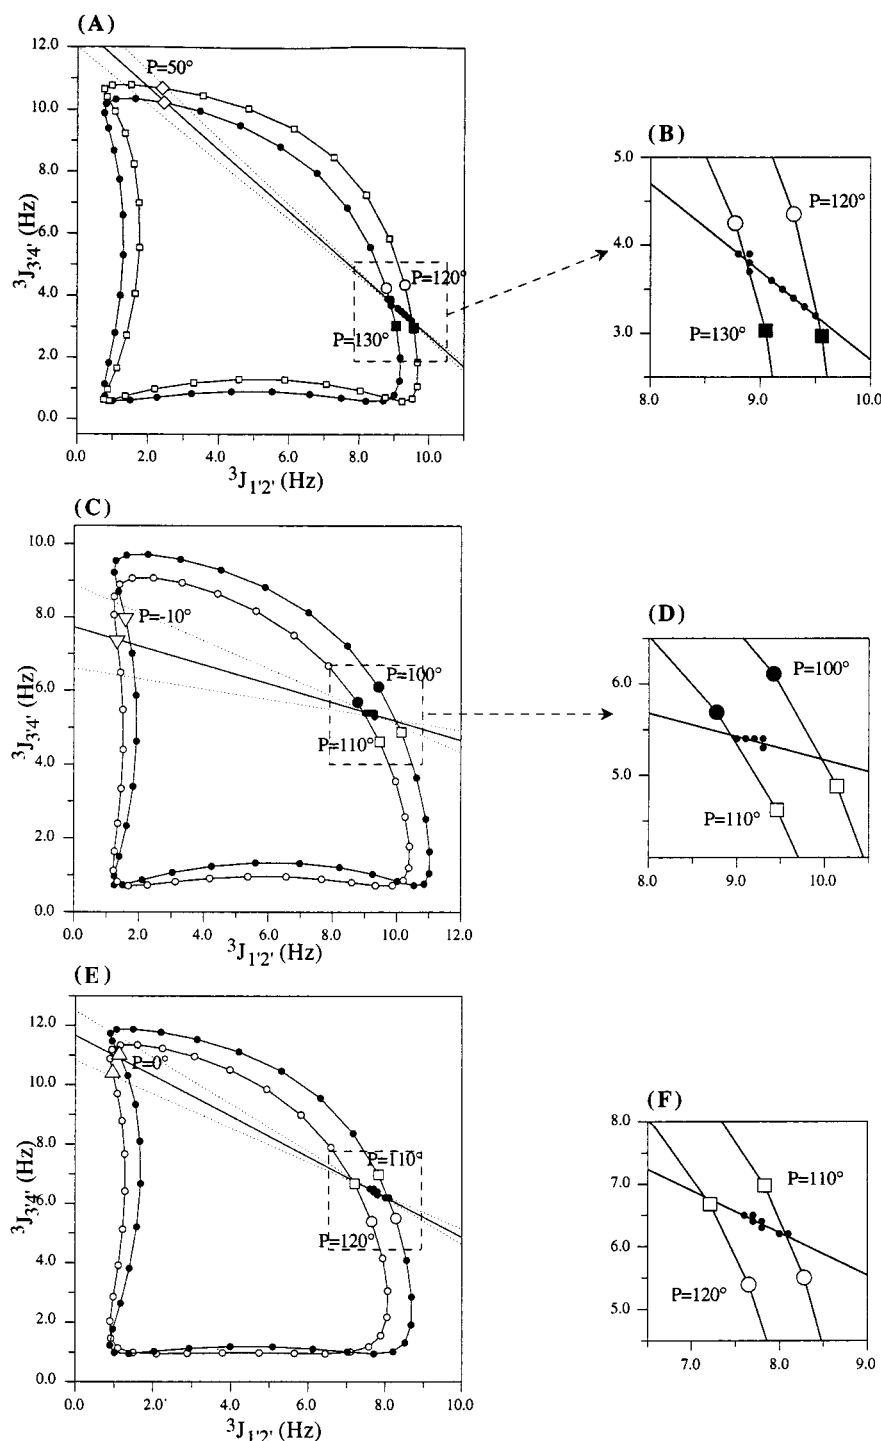 (A)
12.0
10.0
8.0
6.0
4.0
2.0
0.0
3J3'4' (Hz)
P=50°
P=120°
P=130°
0.0 2.0 4.0 6.0 8.0 10.0
3J1'2' (Hz)
(B)
5.0
4.0
3.0
P=120°
P=130°
8.0 9.0 10.0
(C)
10.0
8.0
6.0
4.0
2.0
0.0
3J3'4' (Hz)
P=-10°
P=100°
P=110°
0.0 2.0 4.0 6.0 8.0 10.0 12.0
3J1'2' (Hz)
(D)
6.0
5.0
P=100°
P=110°
8.0 9.0 10.0
(E)
12.0
10.0
8.0
6.0
4.0
2.0
0.0
3J3'4' (Hz)
P=0°
P=110°
P=120°
0.0 2.0 4.0 6.0 8.0 10.0
3J1'2' (Hz)
(F)
8.0
7.0
6.0
5.0
P=110°
P=120°
7.0 8.0 9.0